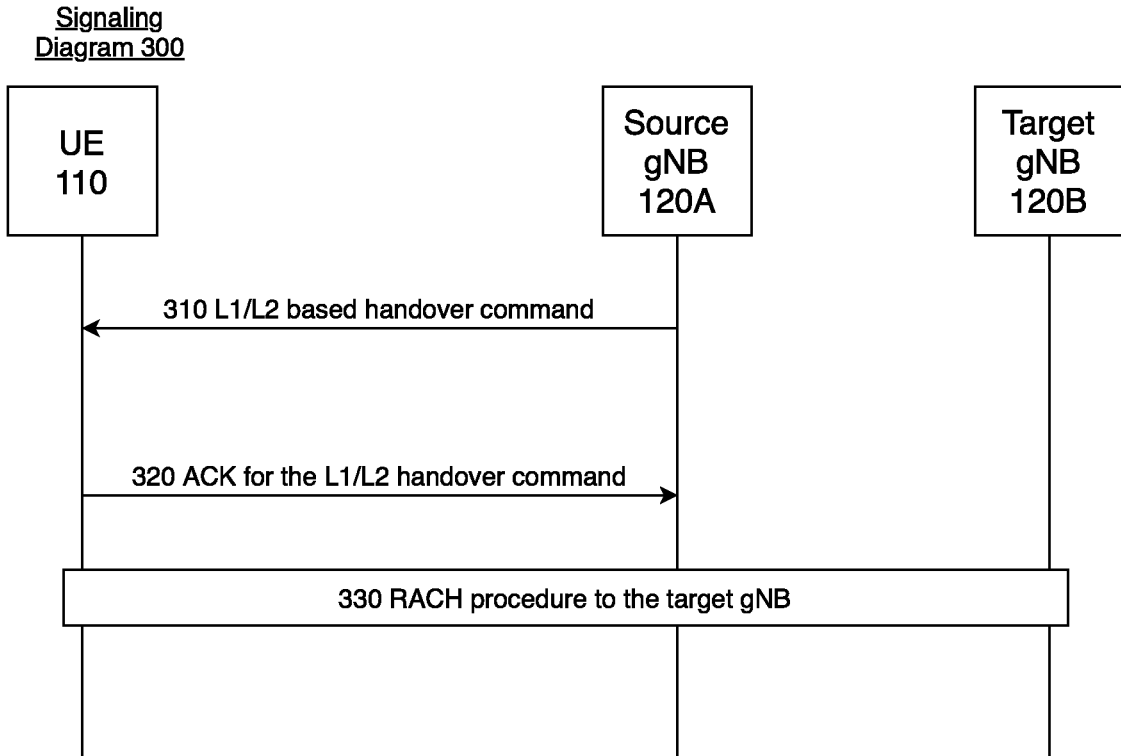 Signaling
Diagram 300
UE
110
Source
gNB
120A
Target
gNB
120B
310 L1/L2 based handover command
320 ACK for the L1/L2 handover command
330 RACH procedure to the target gNB